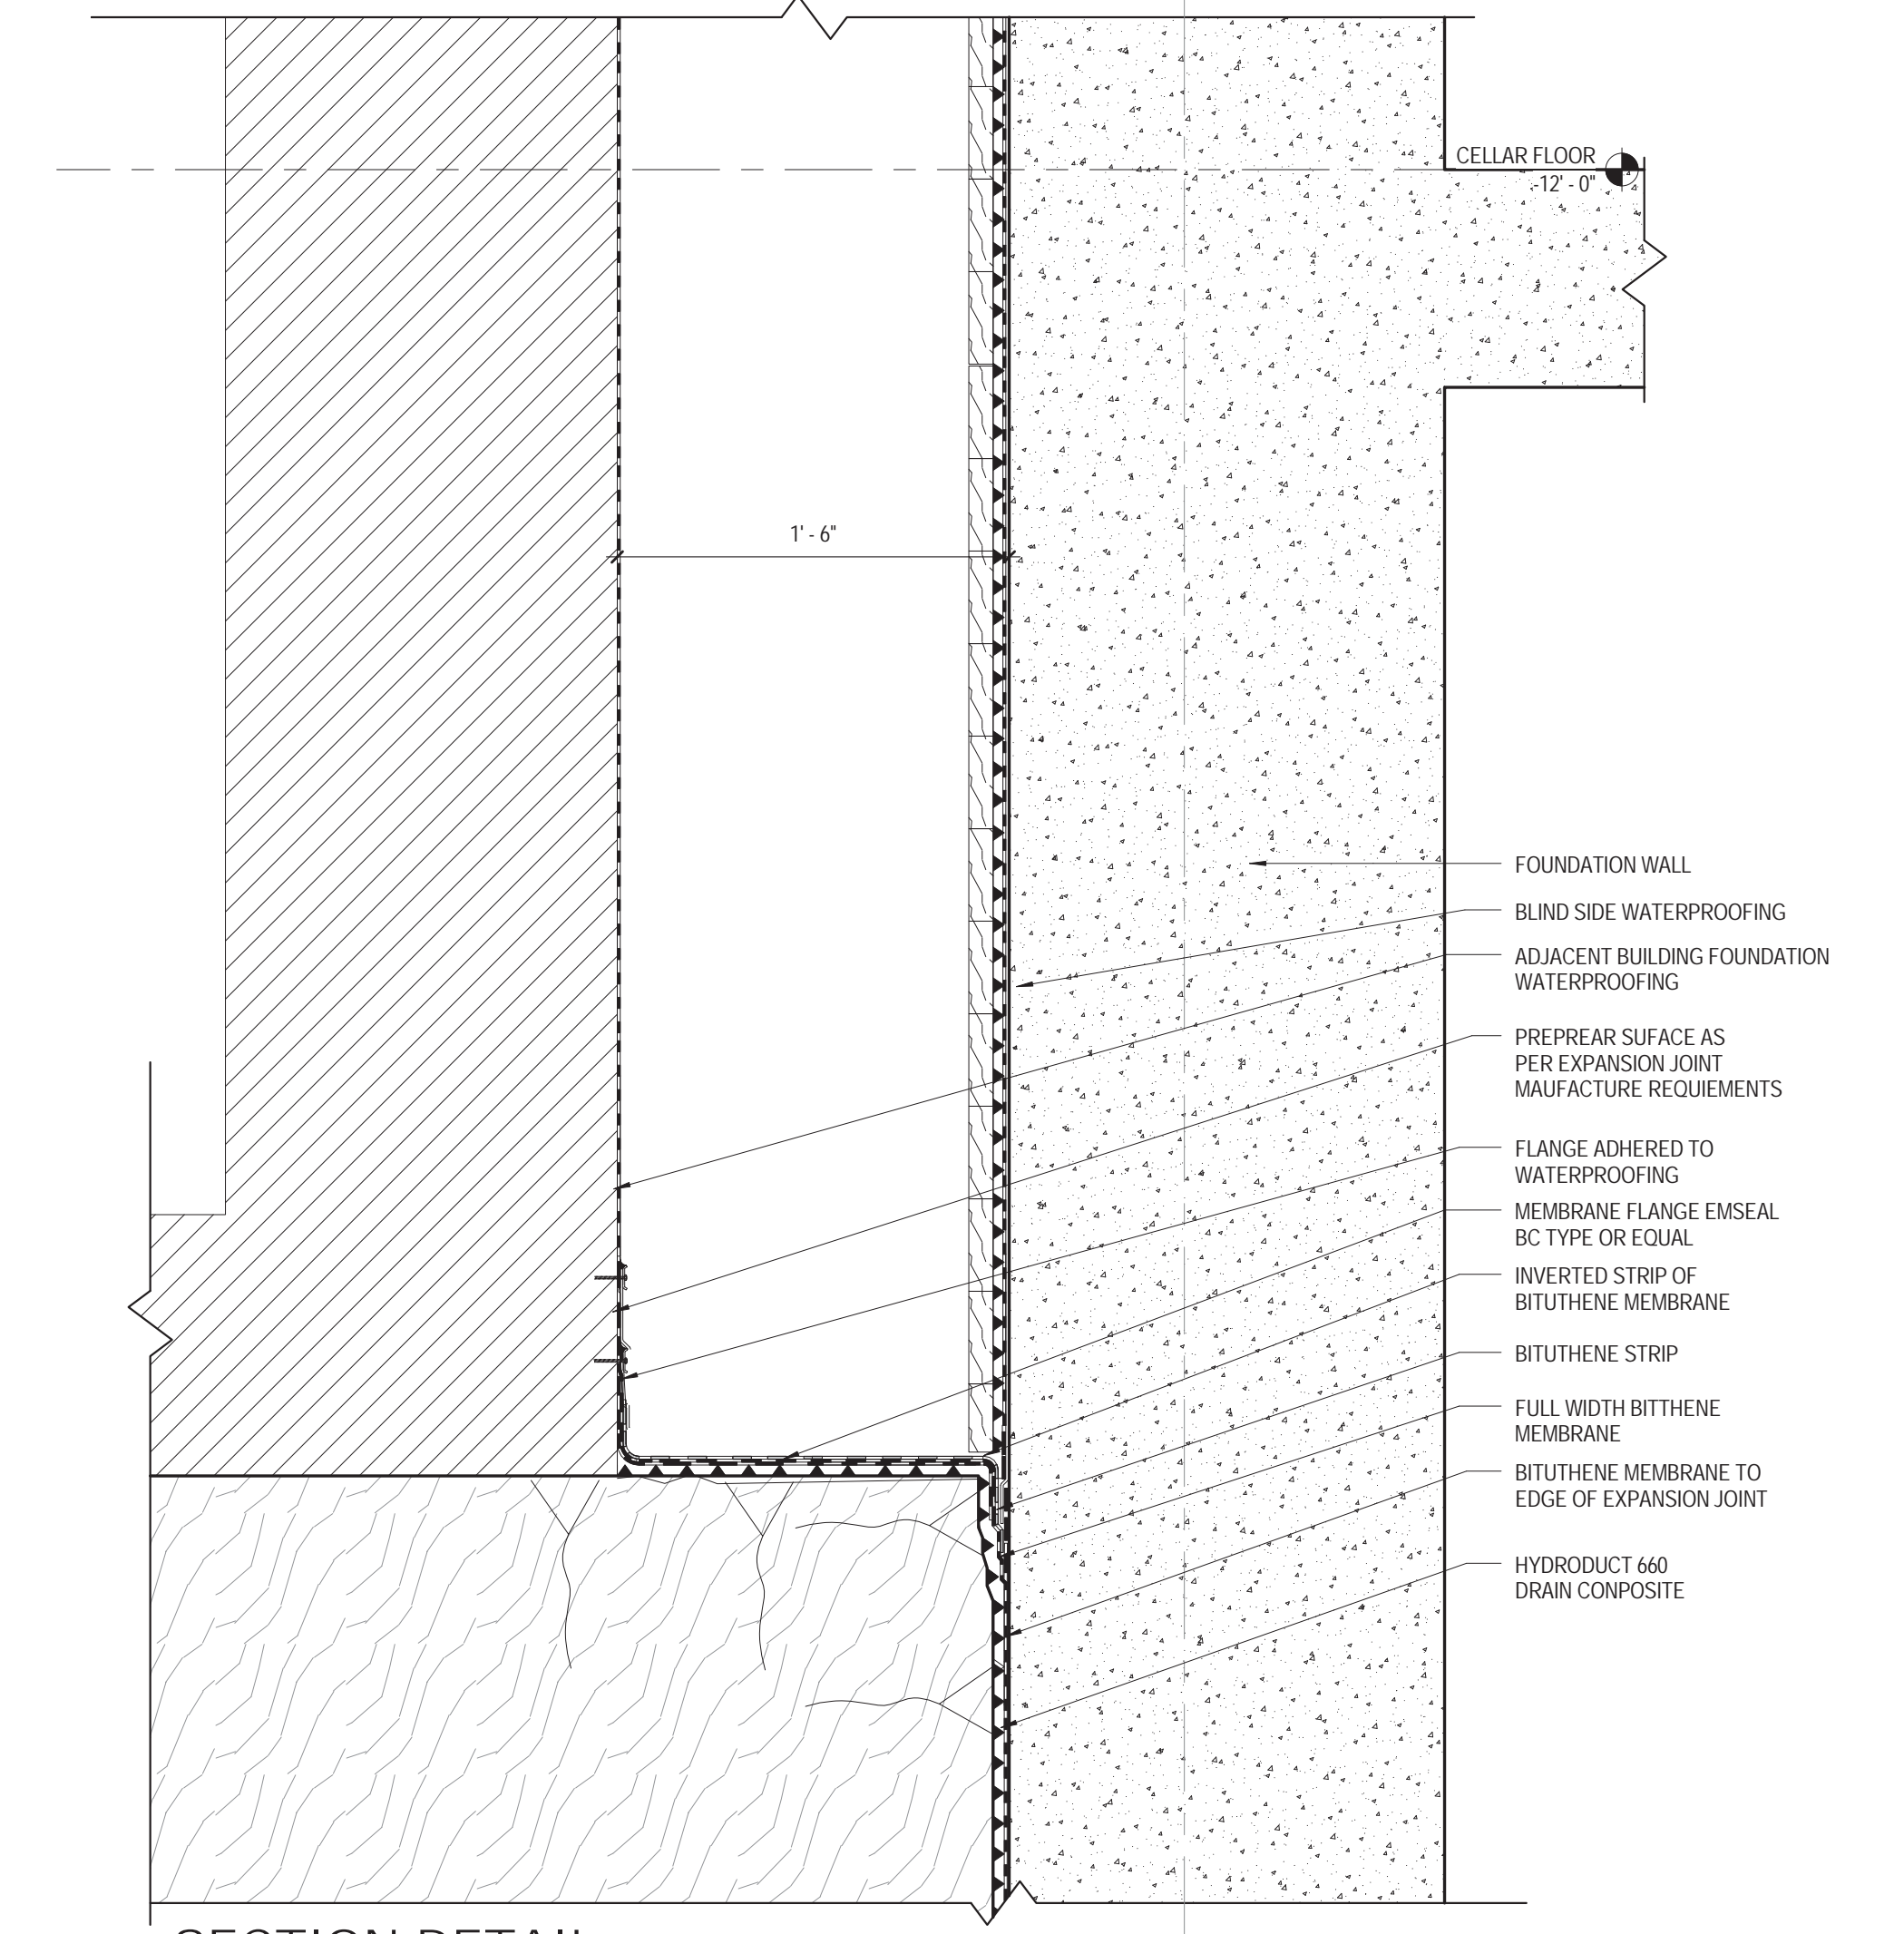 CELLAR FLOOR
-12' - 0"
1' - 6"
FOUNDATION WALL
BLIND SIDE WATERPROOFING
ADJACENT BUILDING FOUNDATION
WATERPROOFING
PREPREAR SUFACE AS
PER EXPANSION JOINT
MAUFACTURE REQUIEMENTS
FLANGE ADHERED TO
WATERPROOFING
MEMBRANE FLANGE EMSEAL
BC TYPE OR EQUAL
INVERTED STRIP OF
BITUTHENE MEMBRANE
BITUTHENE STRIP
FULL WIDTH BITTHENE
MEMBRANE
BITUTHENE MEMBRANE TO
EDGE OF EXPANSION JOINT
HYDRODUCT 660
DRAIN CONPOSITE
SECTION DETAIL